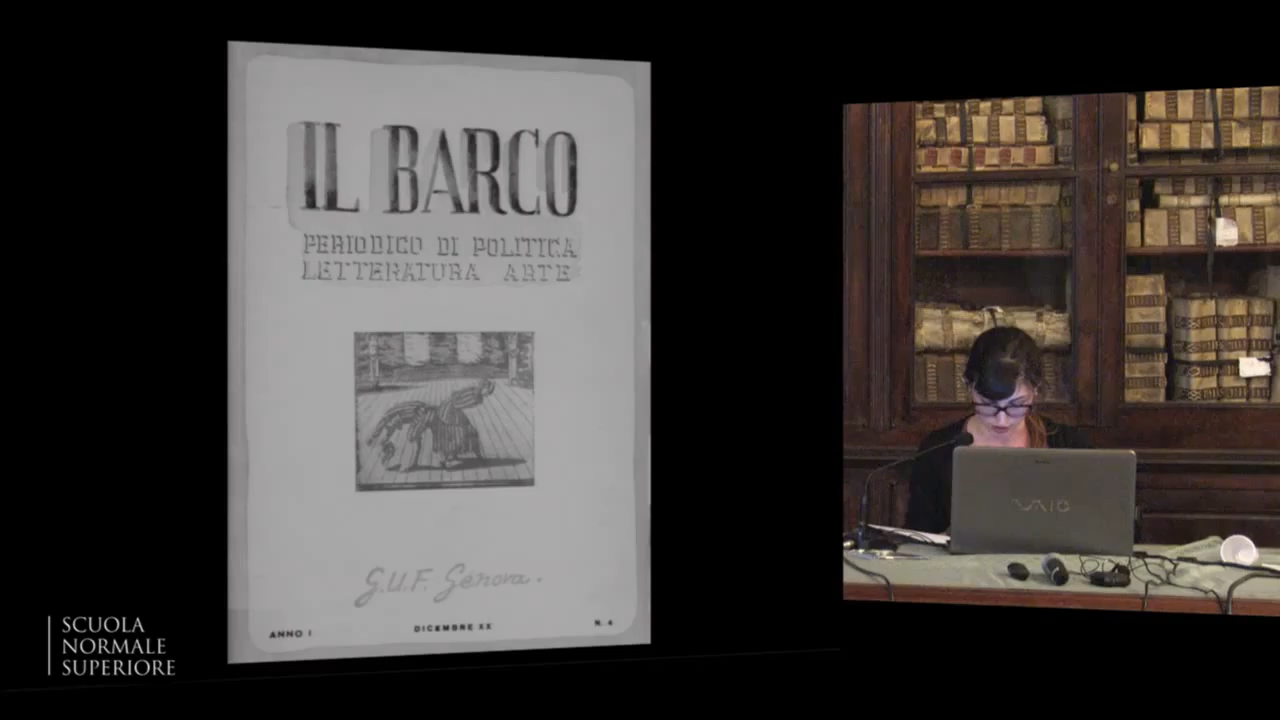 IL BARCO
PERIODICO DI POLITICA
LETTERATURA ARTE
G.U.F. Genova.
ANNO I
DICEMBRE XX
N. 4
SCUOLA
NORMALE
SUPERIORE
VAIO